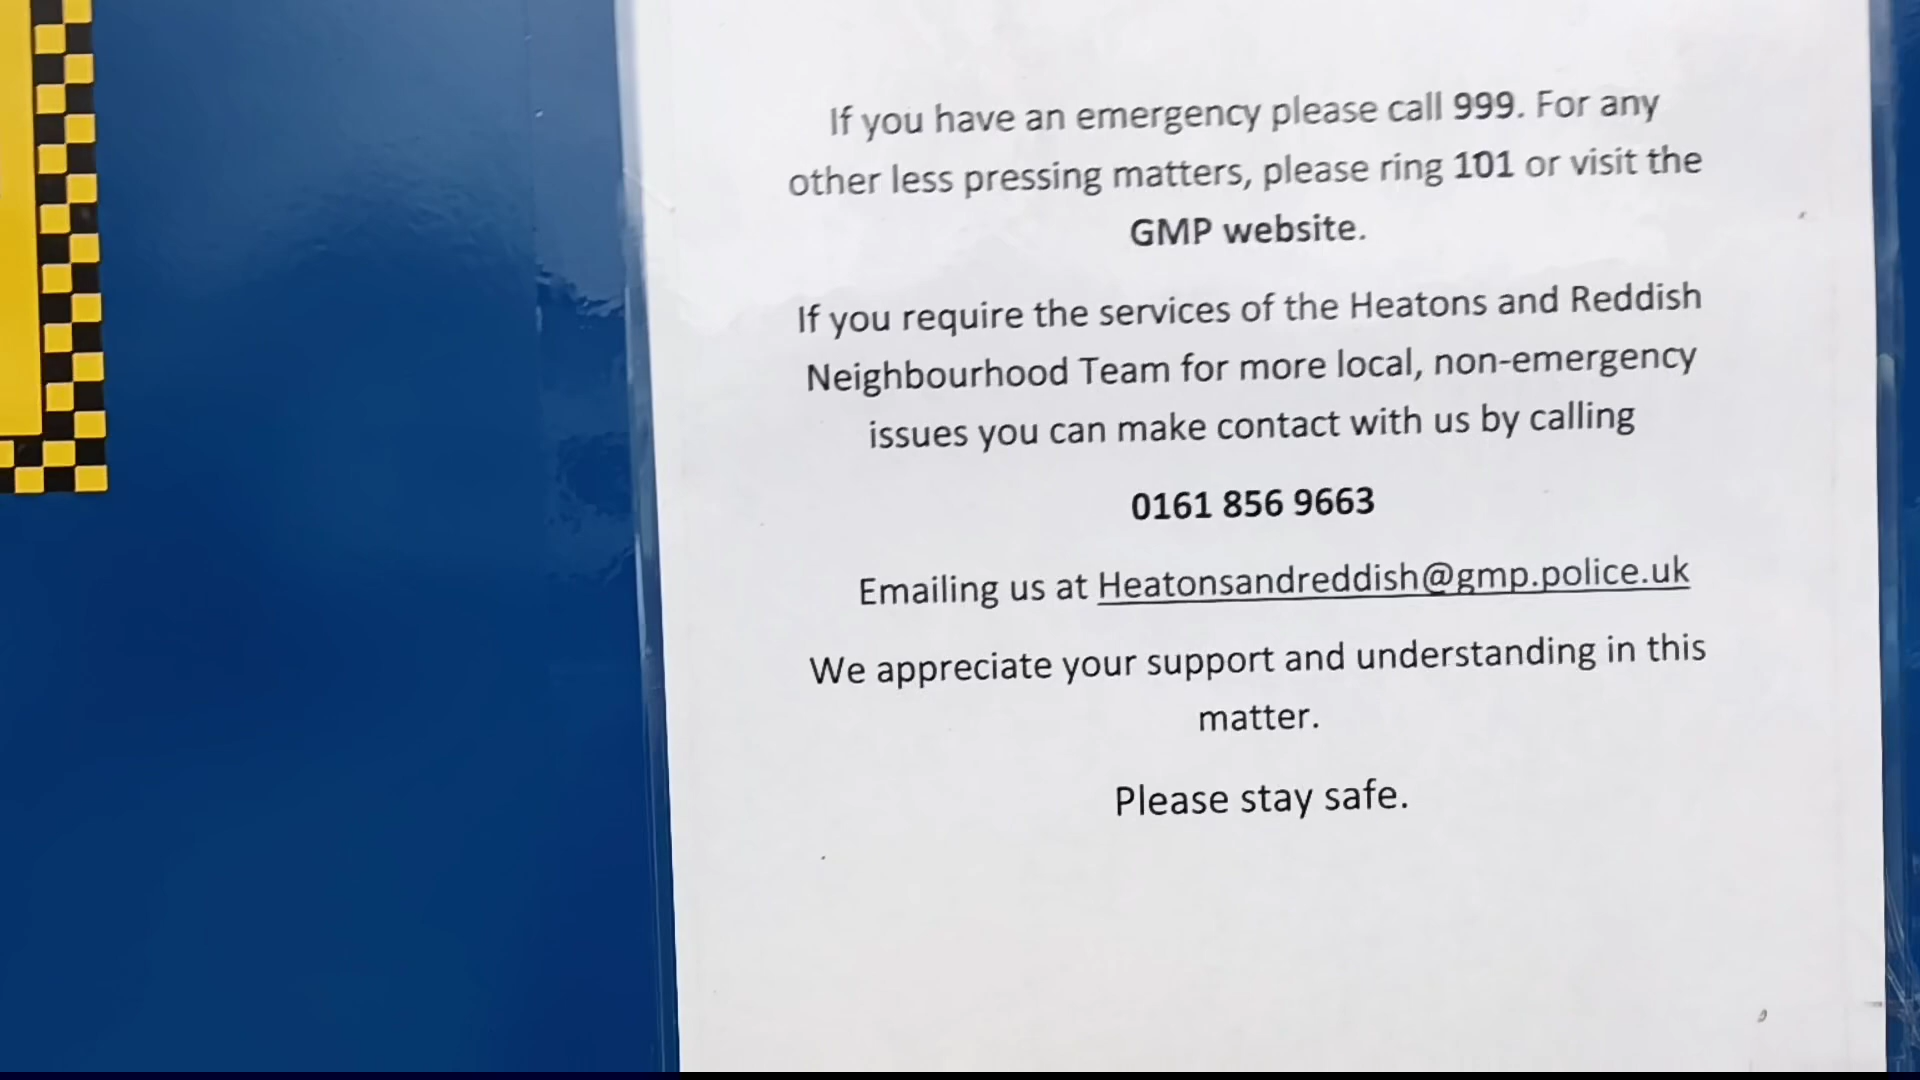 If you have an emergency please call 999. For any
other less pressing matters, please ring 101 or visit the
GMP website.
If you require the services of the Heatons and Reddish
Neighbourhood Team for more local, non-emergency
issues you can make contact with us by calling
0161 856 9663
Emailing us at Heatonsandreddish@gmp.police.uk
We appreciate your support and understanding in this
matter.
Please stay safe.